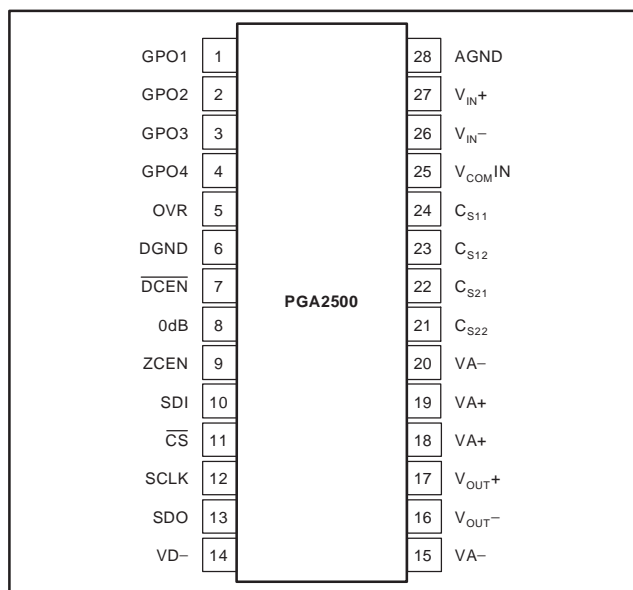 GPO1 1 28 AGND
GPO2 2 27 V_IN+
GPO3 3 26 V_IN−
GPO4 4 25 V_COMIN
OVR 5 24 C_S11
DGND 6 23 C_S12
D̅C̅E̅N̅ 7 22 C_S21
PGA2500
0dB 8 21 C_S22
ZCEN 9 20 VA−
SDI 10 19 VA+
C̅S̅ 11 18 VA+
SCLK 12 17 V_OUT+
SDO 13 16 V_OUT−
VD− 14 15 VA−